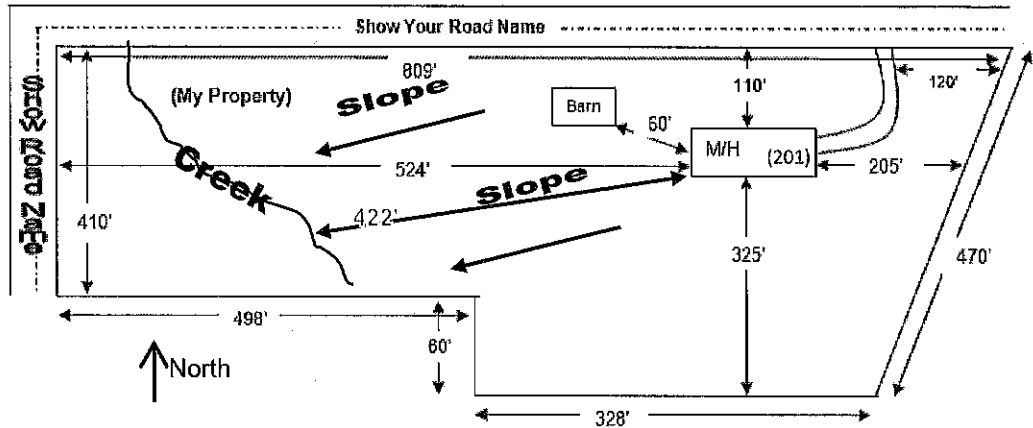 Show Your Road Name
Show Road Name
809'
(My Property)
Slope
110'
120'
Barn
60'
M/H
(201)
Creek
524'
205'
Slope
422'
410'
325'
470'
498'
60'
North
328'